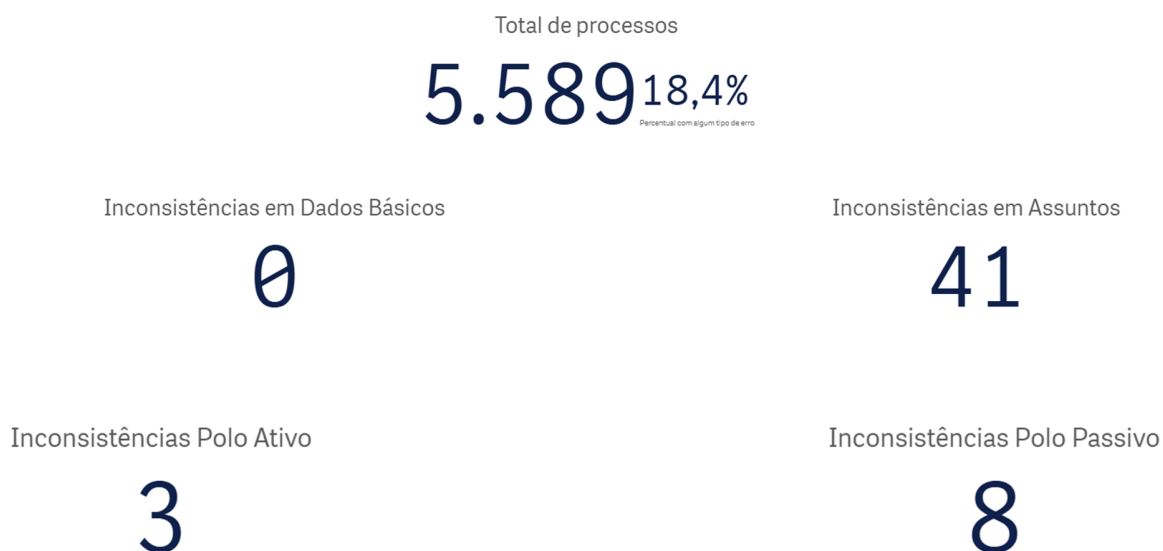 Total de processos
5.589 18,4%
Percentual com algum tipo de erro
Inconsistências em Dados Básicos
0
Inconsistências em Assuntos
41
Inconsistências Polo Ativo
3
Inconsistências Polo Passivo
8